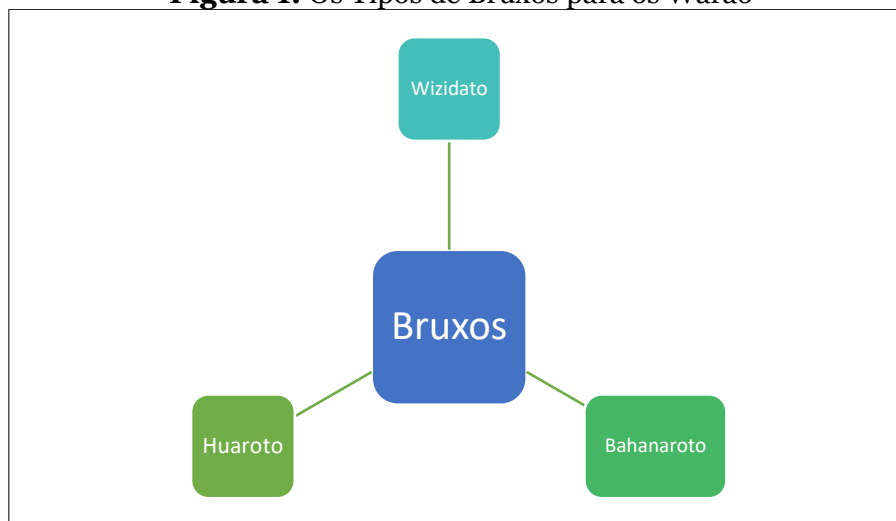 Figura 1. Os Tipos de Bruxos para os Warao
Wizidato
Bruxos
Huaroto
Bahanaroto